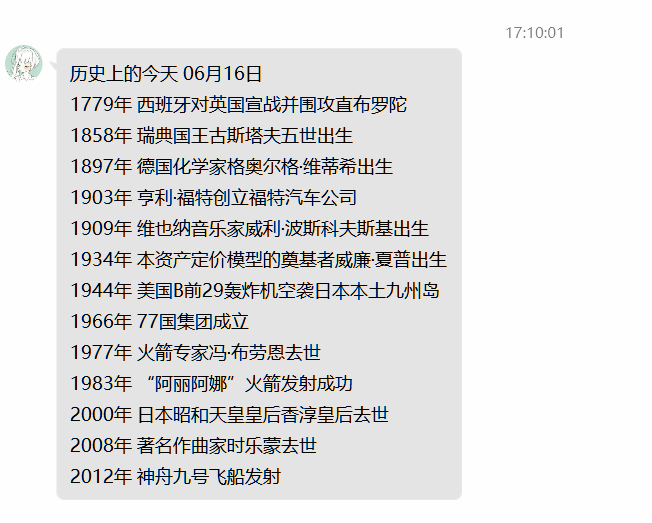 17:10:01
历史上的今天 06月16日
1779年 西班牙对英国宣战并围攻直布罗陀
1858年 瑞典国王古斯塔夫五世出生
1897年 德国化学家格奥尔格·维蒂希出生
1903年 亨利·福特创立福特汽车公司
1909年 维也纳音乐家威利·波斯科夫斯基出生
1934年 本资产定价模型的奠基者威廉·夏普出生
1944年 美国B前29轰炸机空袭日本本土九州岛
1966年 77国集团成立
1977年 火箭专家冯·布劳恩去世
1983年 “阿丽阿娜”火箭发射成功
2000年 日本昭和天皇皇后香淳皇后去世
2008年 著名作曲家时乐蒙去世
2012年 神舟九号飞船发射